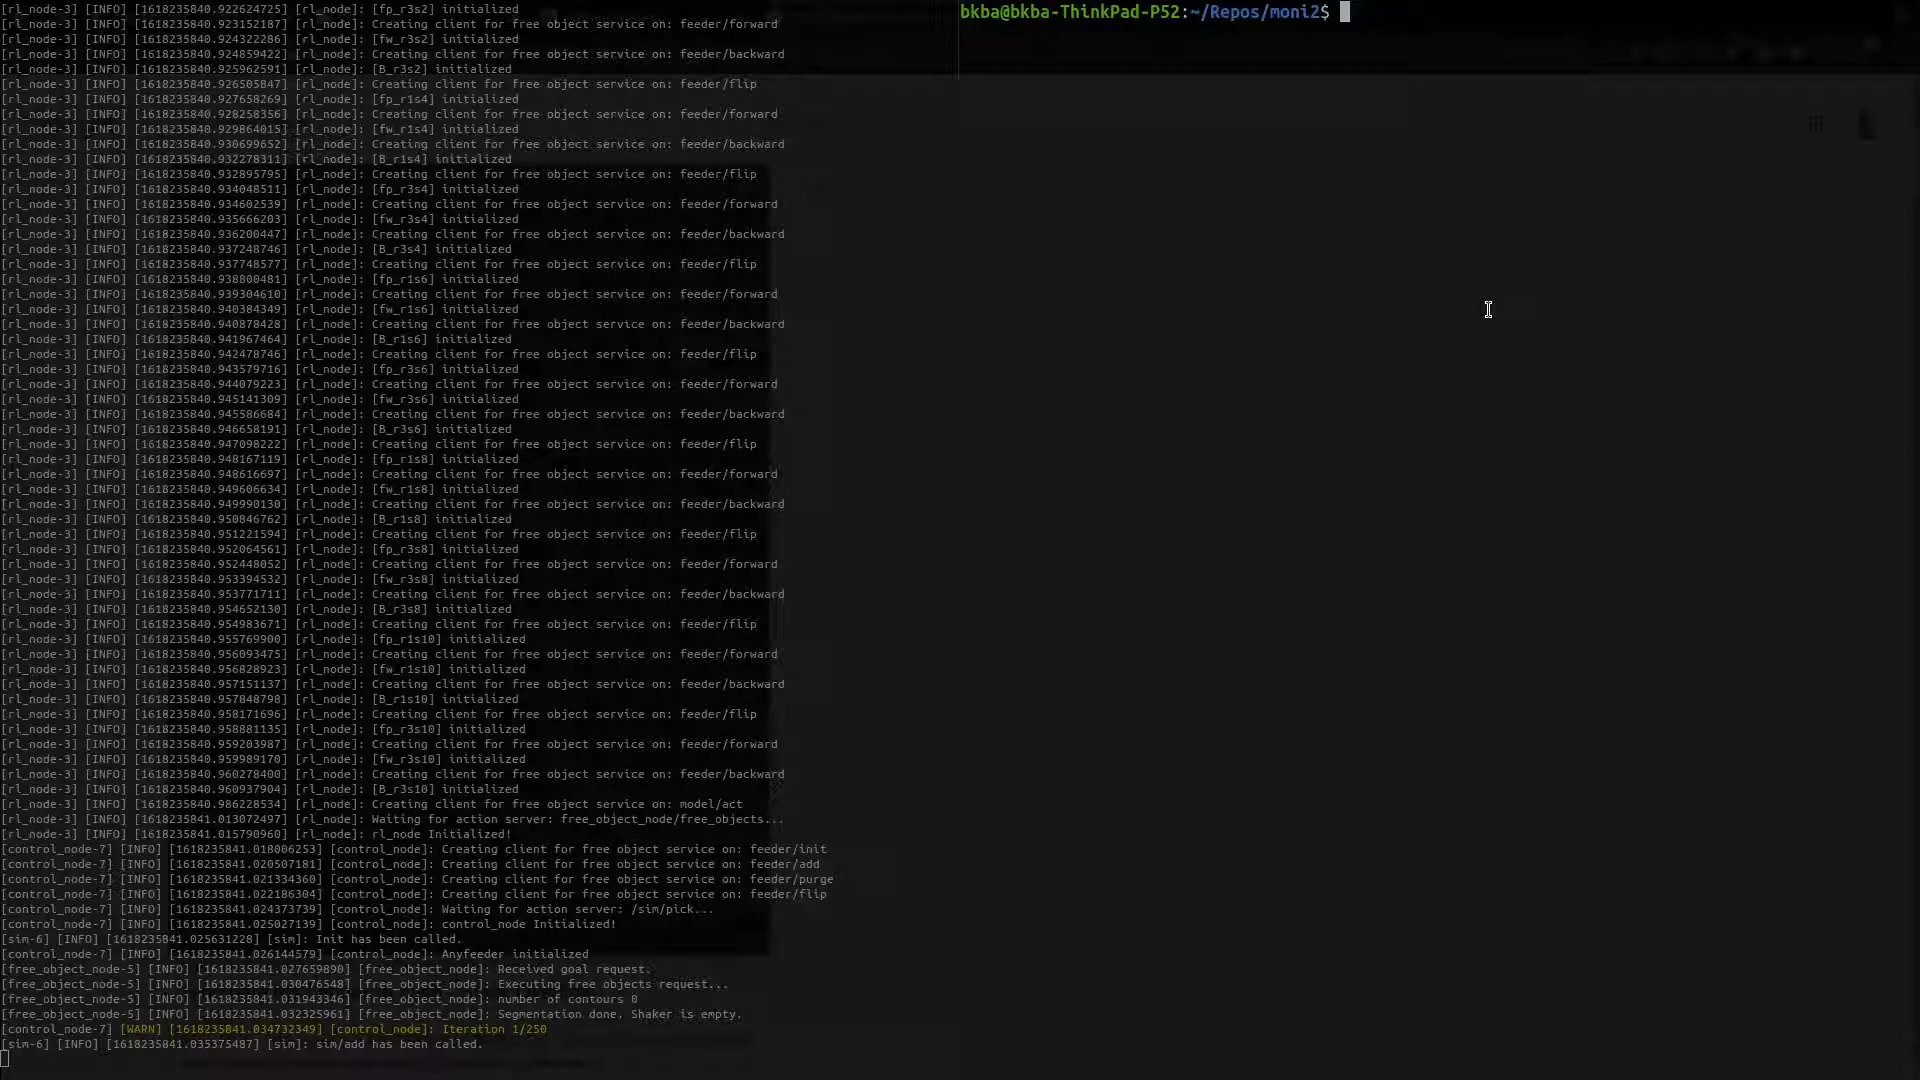 [rl_node-3] [INFO] [1618235840.922624725] [rl_node]: [fp_r3s2] initialized
[rl_node-3] [INFO] [1618235840.923152187] [rl_node]: Creating client for free object service on: feeder/forward
[rl_node-3] [INFO] [1618235840.924322286] [rl_node]: [fw_r3s2] initialized
[rl_node-3] [INFO] [1618235840.924859422] [rl_node]: Creating client for free object service on: feeder/backward
[rl_node-3] [INFO] [1618235840.925962591] [rl_node]: [B_r3s2] initialized
[rl_node-3] [INFO] [1618235840.926505847] [rl_node]: Creating client for free object service on: feeder/flip
[rl_node-3] [INFO] [1618235840.927658269] [rl_node]: [fp_r1s4] initialized
[rl_node-3] [INFO] [1618235840.928258356] [rl_node]: Creating client for free object service on: feeder/forward
[rl_node-3] [INFO] [1618235840.929864015] [rl_node]: [fw_r1s4] initialized
[rl_node-3] [INFO] [1618235840.930699652] [rl_node]: Creating client for free object service on: feeder/backward
[rl_node-3] [INFO] [1618235840.932278311] [rl_node]: [B_r1s4] initialized
[rl_node-3] [INFO] [1618235840.932895795] [rl_node]: Creating client for free object service on: feeder/flip
[rl_node-3] [INFO] [1618235840.934048511] [rl_node]: [fp_r3s4] initialized
[rl_node-3] [INFO] [1618235840.934602539] [rl_node]: Creating client for free object service on: feeder/forward
[rl_node-3] [INFO] [1618235840.935666203] [rl_node]: [fw_r3s4] initialized
[rl_node-3] [INFO] [1618235840.936200447] [rl_node]: Creating client for free object service on: feeder/backward
[rl_node-3] [INFO] [1618235840.937248746] [rl_node]: [B_r3s4] initialized
[rl_node-3] [INFO] [1618235840.937748577] [rl_node]: Creating client for free object service on: feeder/flip
[rl_node-3] [INFO] [1618235840.938800481] [rl_node]: [fp_r1s6] initialized
[rl_node-3] [INFO] [1618235840.939304610] [rl_node]: Creating client for free object service on: feeder/forward
[rl_node-3] [INFO] [1618235840.940384349] [rl_node]: [fw_r1s6] initialized
[rl_node-3] [INFO] [1618235840.940878428] [rl_node]: Creating client for free object service on: feeder/backward
[rl_node-3] [INFO] [1618235840.941967464] [rl_node]: [B_r1s6] initialized
[rl_node-3] [INFO] [1618235840.942478746] [rl_node]: Creating client for free object service on: feeder/flip
[rl_node-3] [INFO] [1618235840.943579716] [rl_node]: [fp_r3s6] initialized
[rl_node-3] [INFO] [1618235840.944079223] [rl_node]: Creating client for free object service on: feeder/forward
[rl_node-3] [INFO] [1618235840.945141309] [rl_node]: [fw_r3s6] initialized
[rl_node-3] [INFO] [1618235840.945586684] [rl_node]: Creating client for free object service on: feeder/backward
[rl_node-3] [INFO] [1618235840.946658191] [rl_node]: [B_r3s6] initialized
[rl_node-3] [INFO] [1618235840.947098222] [rl_node]: Creating client for free object service on: feeder/flip
[rl_node-3] [INFO] [1618235840.948167119] [rl_node]: [fp_r1s8] initialized
[rl_node-3] [INFO] [1618235840.948616697] [rl_node]: Creating client for free object service on: feeder/forward
[rl_node-3] [INFO] [1618235840.949606634] [rl_node]: [fw_r1s8] initialized
[rl_node-3] [INFO] [1618235840.949990130] [rl_node]: Creating client for free object service on: feeder/backward
[rl_node-3] [INFO] [1618235840.950846762] [rl_node]: [B_r1s8] initialized
[rl_node-3] [INFO] [1618235840.951221594] [rl_node]: Creating client for free object service on: feeder/flip
[rl_node-3] [INFO] [1618235840.952064561] [rl_node]: [fp_r3s8] initialized
[rl_node-3] [INFO] [1618235840.952448052] [rl_node]: Creating client for free object service on: feeder/forward
[rl_node-3] [INFO] [1618235840.953394532] [rl_node]: [fw_r3s8] initialized
[rl_node-3] [INFO] [1618235840.953771711] [rl_node]: Creating client for free object service on: feeder/backward
[rl_node-3] [INFO] [1618235840.954652130] [rl_node]: [B_r3s8] initialized
[rl_node-3] [INFO] [1618235840.954983671] [rl_node]: Creating client for free object service on: feeder/flip
[rl_node-3] [INFO] [1618235840.955769900] [rl_node]: [fp_r1s10] initialized
[rl_node-3] [INFO] [1618235840.956093475] [rl_node]: Creating client for free object service on: feeder/forward
[rl_node-3] [INFO] [1618235840.956828923] [rl_node]: [fw_r1s10] initialized
[rl_node-3] [INFO] [1618235840.957151137] [rl_node]: Creating client for free object service on: feeder/backward
[rl_node-3] [INFO] [1618235840.957848798] [rl_node]: [B_r1s10] initialized
[rl_node-3] [INFO] [1618235840.958171696] [rl_node]: Creating client for free object service on: feeder/flip
[rl_node-3] [INFO] [1618235840.958881135] [rl_node]: [fp_r3s10] initialized
[rl_node-3] [INFO] [1618235840.959203987] [rl_node]: Creating client for free object service on: feeder/forward
[rl_node-3] [INFO] [1618235840.959989170] [rl_node]: [fw_r3s10] initialized
[rl_node-3] [INFO] [1618235840.960278400] [rl_node]: Creating client for free object service on: feeder/backward
[rl_node-3] [INFO] [1618235840.960937904] [rl_node]: [B_r3s10] initialized
[rl_node-3] [INFO] [1618235840.986228534] [rl_node]: Creating client for free object service on: model/act
[rl_node-3] [INFO] [1618235841.013072497] [rl_node]: Waiting for action server: free_object_node/free_objects...
[rl_node-3] [INFO] [1618235841.015790960] [rl_node]: rl_node Initialized!
[control_node-7] [INFO] [1618235841.018006253] [control_node]: Creating client for free object service on: feeder/init
[control_node-7] [INFO] [1618235841.020507181] [control_node]: Creating client for free object service on: feeder/add
[control_node-7] [INFO] [1618235841.021334360] [control_node]: Creating client for free object service on: feeder/purge
[control_node-7] [INFO] [1618235841.022186304] [control_node]: Creating client for free object service on: feeder/flip
[control_node-7] [INFO] [1618235841.024373739] [control_node]: Waiting for action server: /sim/pick...
[control_node-7] [INFO] [1618235841.025027139] [control_node]: control_node Initialized!
[sim-6] [INFO] [1618235841.025631228] [sim]: Init has been called.
[control_node-7] [INFO] [1618235841.026144579] [control_node]: Anyfeeder initialized
[free_object_node-5] [INFO] [1618235841.027659890] [free_object_node]: Received goal request.
[free_object_node-5] [INFO] [1618235841.030476548] [free_object_node]: Executing free objects request...
[free_object_node-5] [INFO] [1618235841.031943346] [free_object_node]: number of contours 0
[free_object_node-5] [INFO] [1618235841.032325961] [free_object_node]: Segmentation done. Shaker is empty.
[control_node-7] [WARN] [1618235841.034732349] [control_node]: Iteration 1/250
[sim-6] [INFO] [1618235841.035375487] [sim]: sim/add has been called.
bkba@bkba-ThinkPad-P52:~/Repos/moni2$